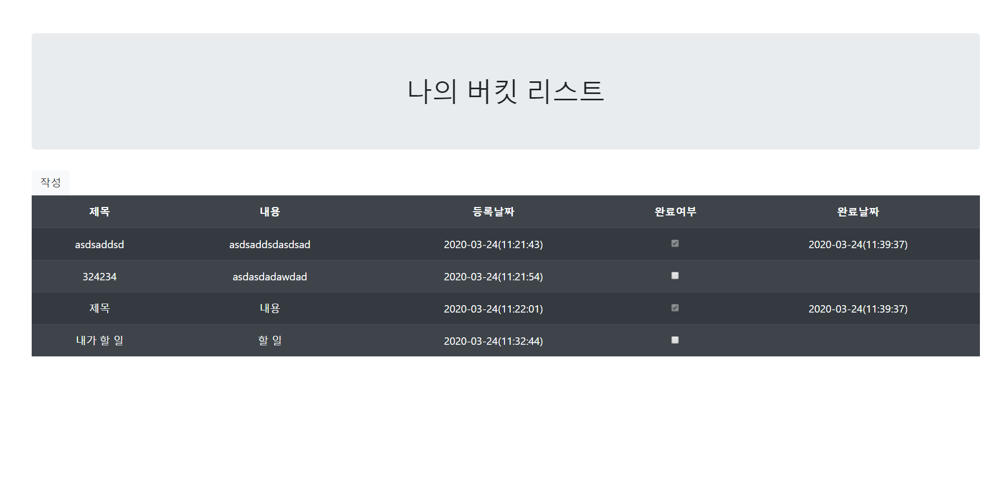 나의 버킷 리스트
작성
제목 내용 등록날짜 완료여부 완료날짜
asdsaddsd asdsaddsdasdsad 2020-03-24(11:21:43) 2020-03-24(11:39:37)
324234 asdasdadawdad 2020-03-24(11:21:54)
제목 내용 2020-03-24(11:22:01) 2020-03-24(11:39:37)
내가 할 일 할 일 2020-03-24(11:32:44)